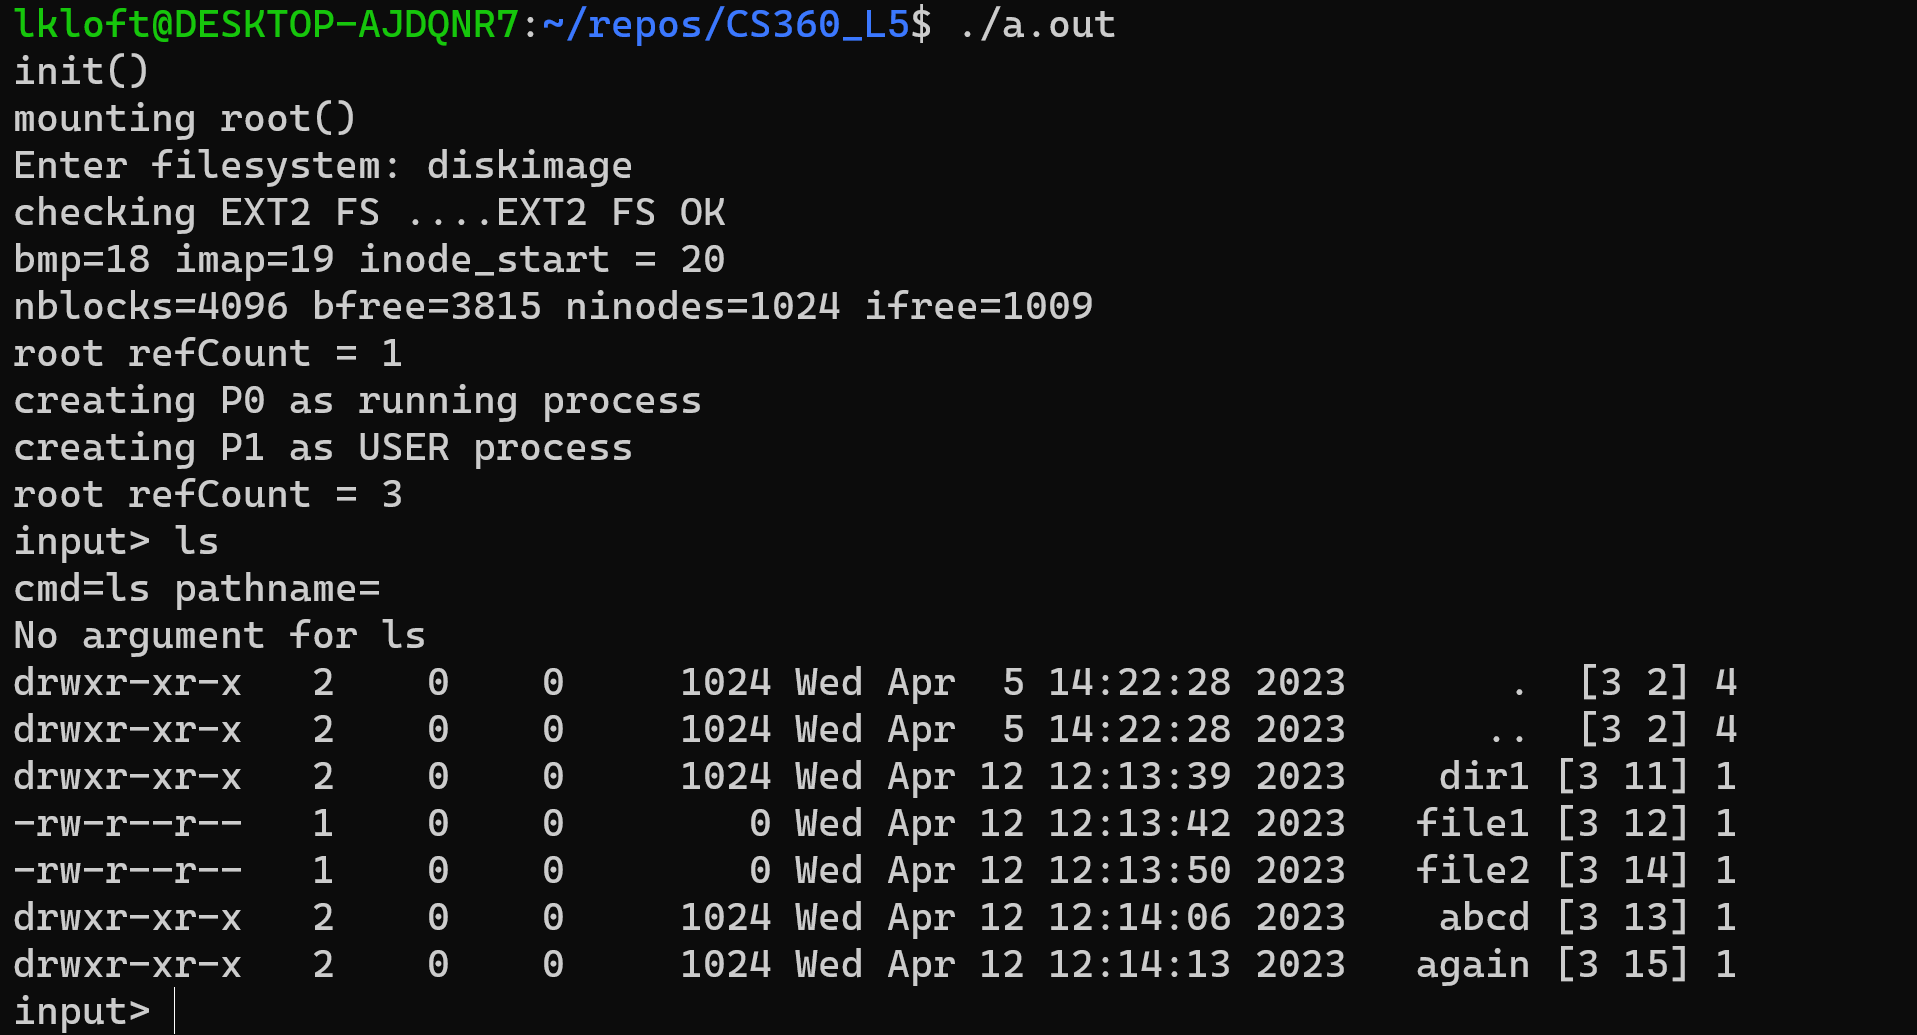 lkloft@DESKTOP-AJDQNR7:~/repos/CS360_L5$ ./a.out
init()
mounting root()
Enter filesystem: diskimage
checking EXT2 FS ....EXT2 FS OK
bmp=18 imap=19 inode_start = 20
nblocks=4096 bfree=3815 ninodes=1024 ifree=1009
root refCount = 1
creating P0 as running process
creating P1 as USER process
root refCount = 3
input> ls
cmd=ls pathname=
No argument for ls
drwxr-xr-x   2    0    0     1024 Wed Apr  5 14:22:28 2023       .  [3 2] 4
drwxr-xr-x   2    0    0     1024 Wed Apr  5 14:22:28 2023      ..  [3 2] 4
drwxr-xr-x   2    0    0     1024 Wed Apr 12 12:13:39 2023    dir1 [3 11] 1
-rw-r--r--   1    0    0        0 Wed Apr 12 12:13:42 2023   file1 [3 12] 1
-rw-r--r--   1    0    0        0 Wed Apr 12 12:13:50 2023   file2 [3 14] 1
drwxr-xr-x   2    0    0     1024 Wed Apr 12 12:14:06 2023    abcd [3 13] 1
drwxr-xr-x   2    0    0     1024 Wed Apr 12 12:14:13 2023   again [3 15] 1
input>